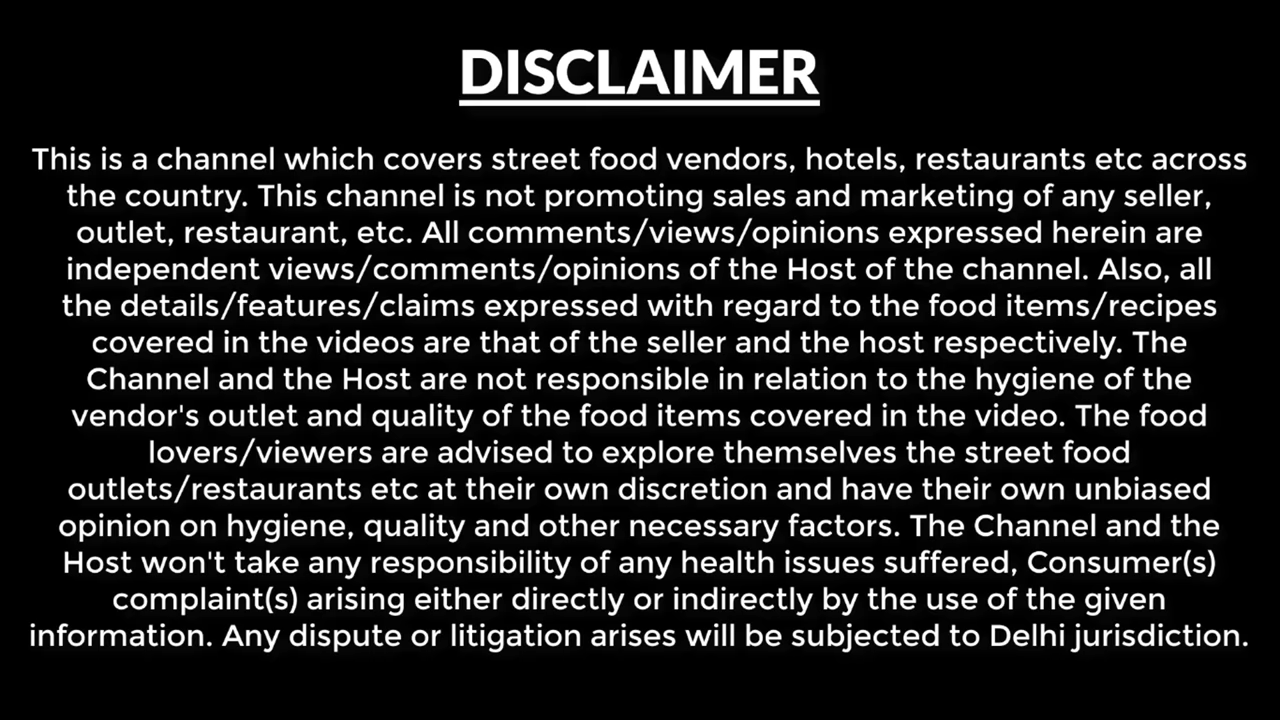 DISCLAIMER
This is a channel which covers street food vendors, hotels, restaurants etc across
the country. This channel is not promoting sales and marketing of any seller,
outlet, restaurant, etc. All comments/views/opinions expressed herein are
independent views/comments/opinions of the Host of the channel. Also, all
the details/features/claims expressed with regard to the food items/recipes
covered in the videos are that of the seller and the host respectively. The
Channel and the Host are not responsible in relation to the hygiene of the
vendor's outlet and quality of the food items covered in the video. The food
lovers/viewers are advised to explore themselves the street food
outlets/restaurants etc at their own discretion and have their own unbiased
opinion on hygiene, quality and other necessary factors. The Channel and the
Host won't take any responsibility of any health issues suffered, Consumer(s)
complaint(s) arising either directly or indirectly by the use of the given
information. Any dispute or litigation arises will be subjected to Delhi jurisdiction.